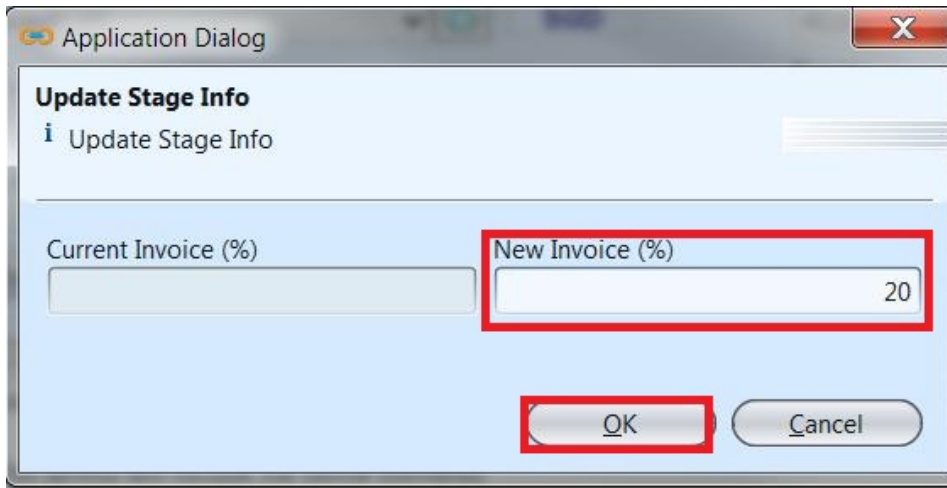 Application Dialog
Update Stage Info
i Update Stage Info
Current Invoice (%) New Invoice (%)
20
OK Cancel